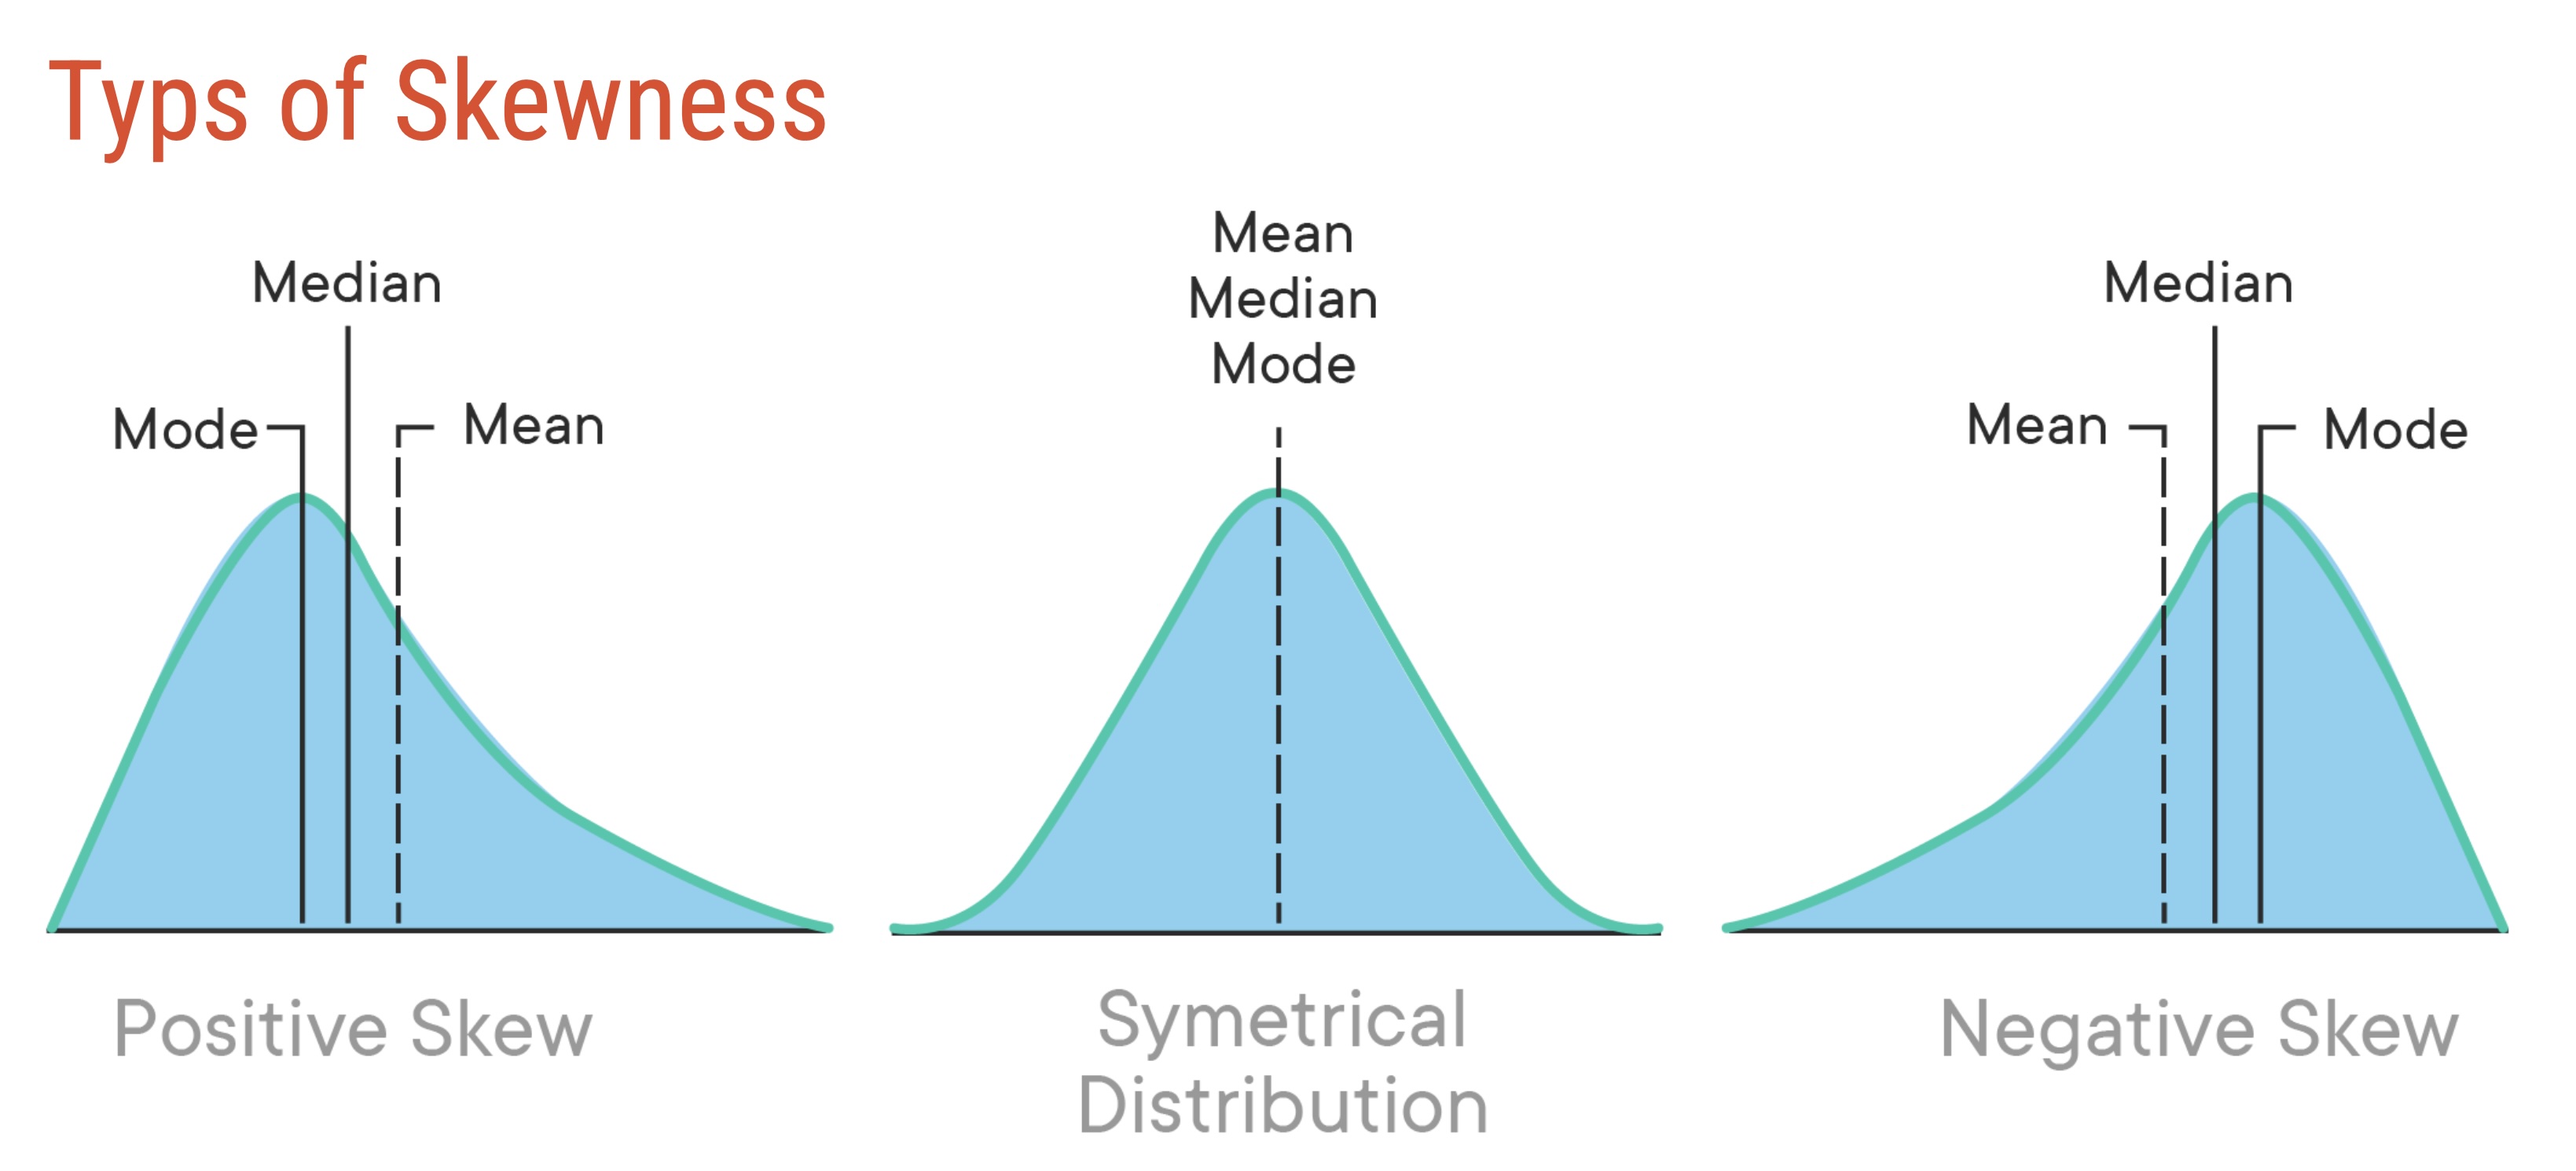 Typs of Skewness
Median
Mode
Mean
Mean
Median
Mode
Median
Mean
Mode
Positive Skew
Symetrical
Distribution
Negative Skew